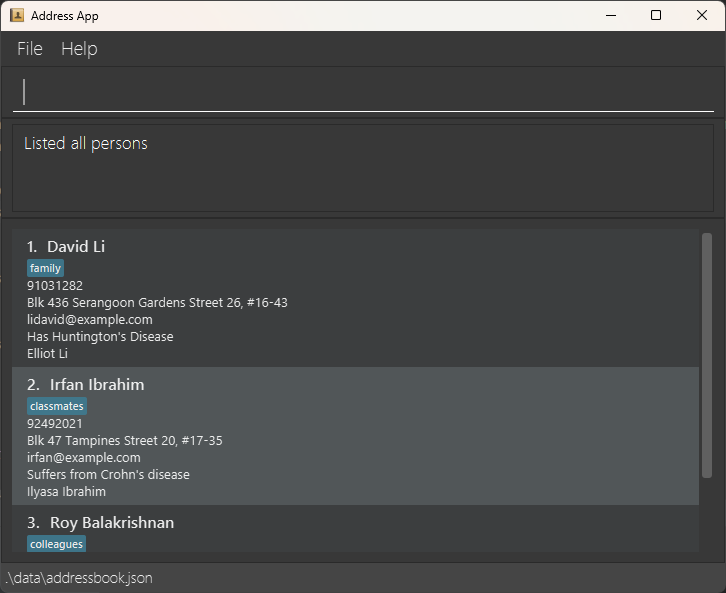 Address App
File Help
Listed all persons
1. David Li
family
91031282
Blk 436 Serangoon Gardens Street 26, #16-43
lidavid@example.com
Has Huntington's Disease
Elliot Li
2. Irfan Ibrahim
classmates
92492021
Blk 47 Tampines Street 20, #17-35
irfan@example.com
Suffers from Crohn's disease
Ilyasa Ibrahim
3. Roy Balakrishnan
colleagues
.\data\addressbook.json